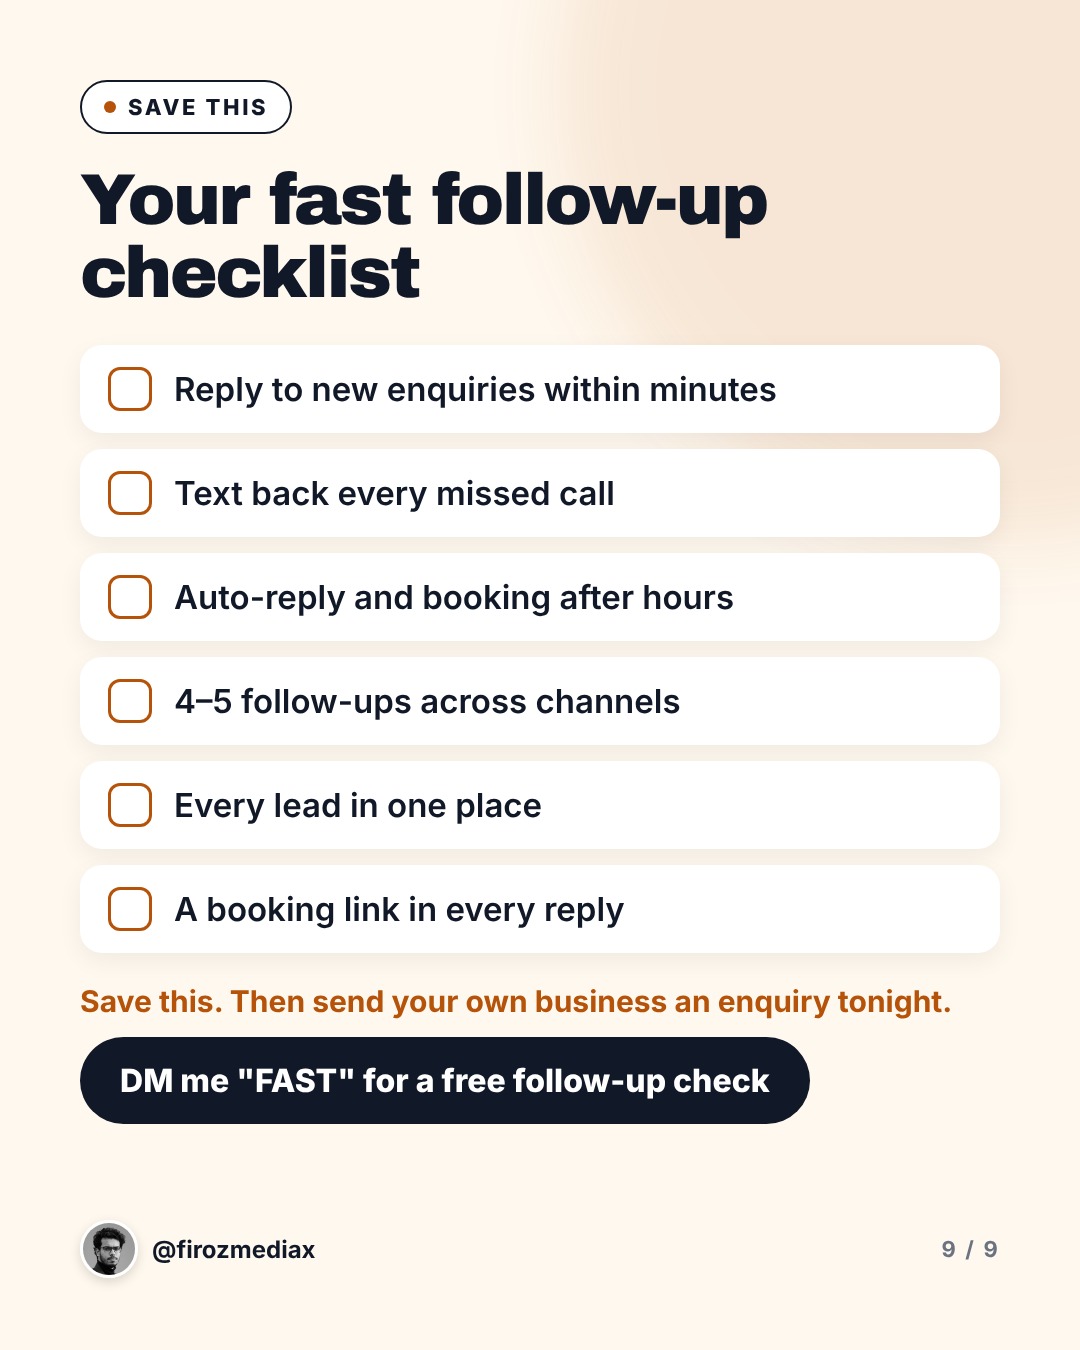 SAVE THIS
Your fast follow-up
checklist
Reply to new enquiries within minutes
Text back every missed call
Auto-reply and booking after hours
4–5 follow-ups across channels
Every lead in one place
A booking link in every reply
Save this. Then send your own business an enquiry tonight.
DM me "FAST" for a free follow-up check
@firozmediax
9 / 9